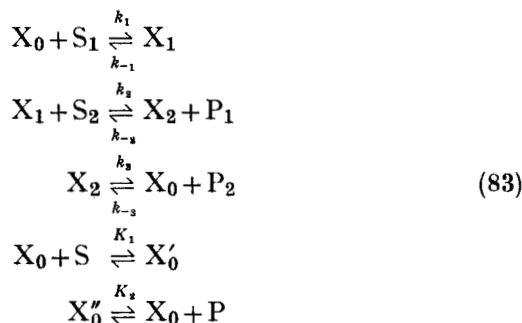 X₀ + S₁ ⇌ X₁ (k₁, k₋₁)
X₁ + S₂ ⇌ X₂ + P₁ (k₂, k₋₂)
X₂ ⇌ X₀ + P₂ (k₃, k₋₃) (83)
X₀ + S ⇌ X₀′ (K₁)
X₀″ ⇌ X₀ + P (K₂)